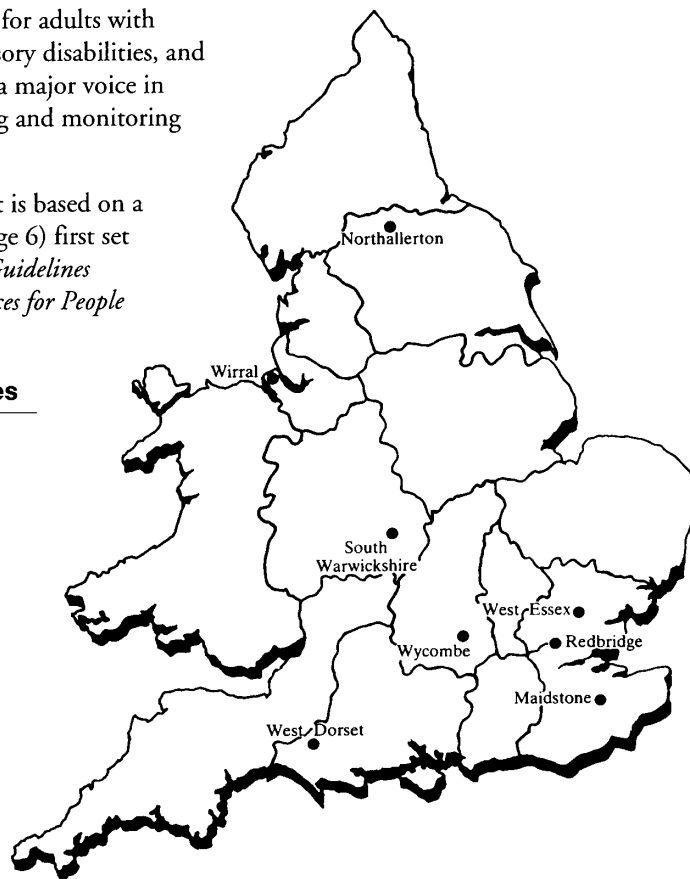 for adults with
sory disabilities, and
a major voice in
g and monitoring
t is based on a
ge 6) first set
Guidelines
ces for People
es
Northallerton
Wirral
South
Warwickshire
West Essex
Redbridge
Wycombe
Maidstone
West Dorset